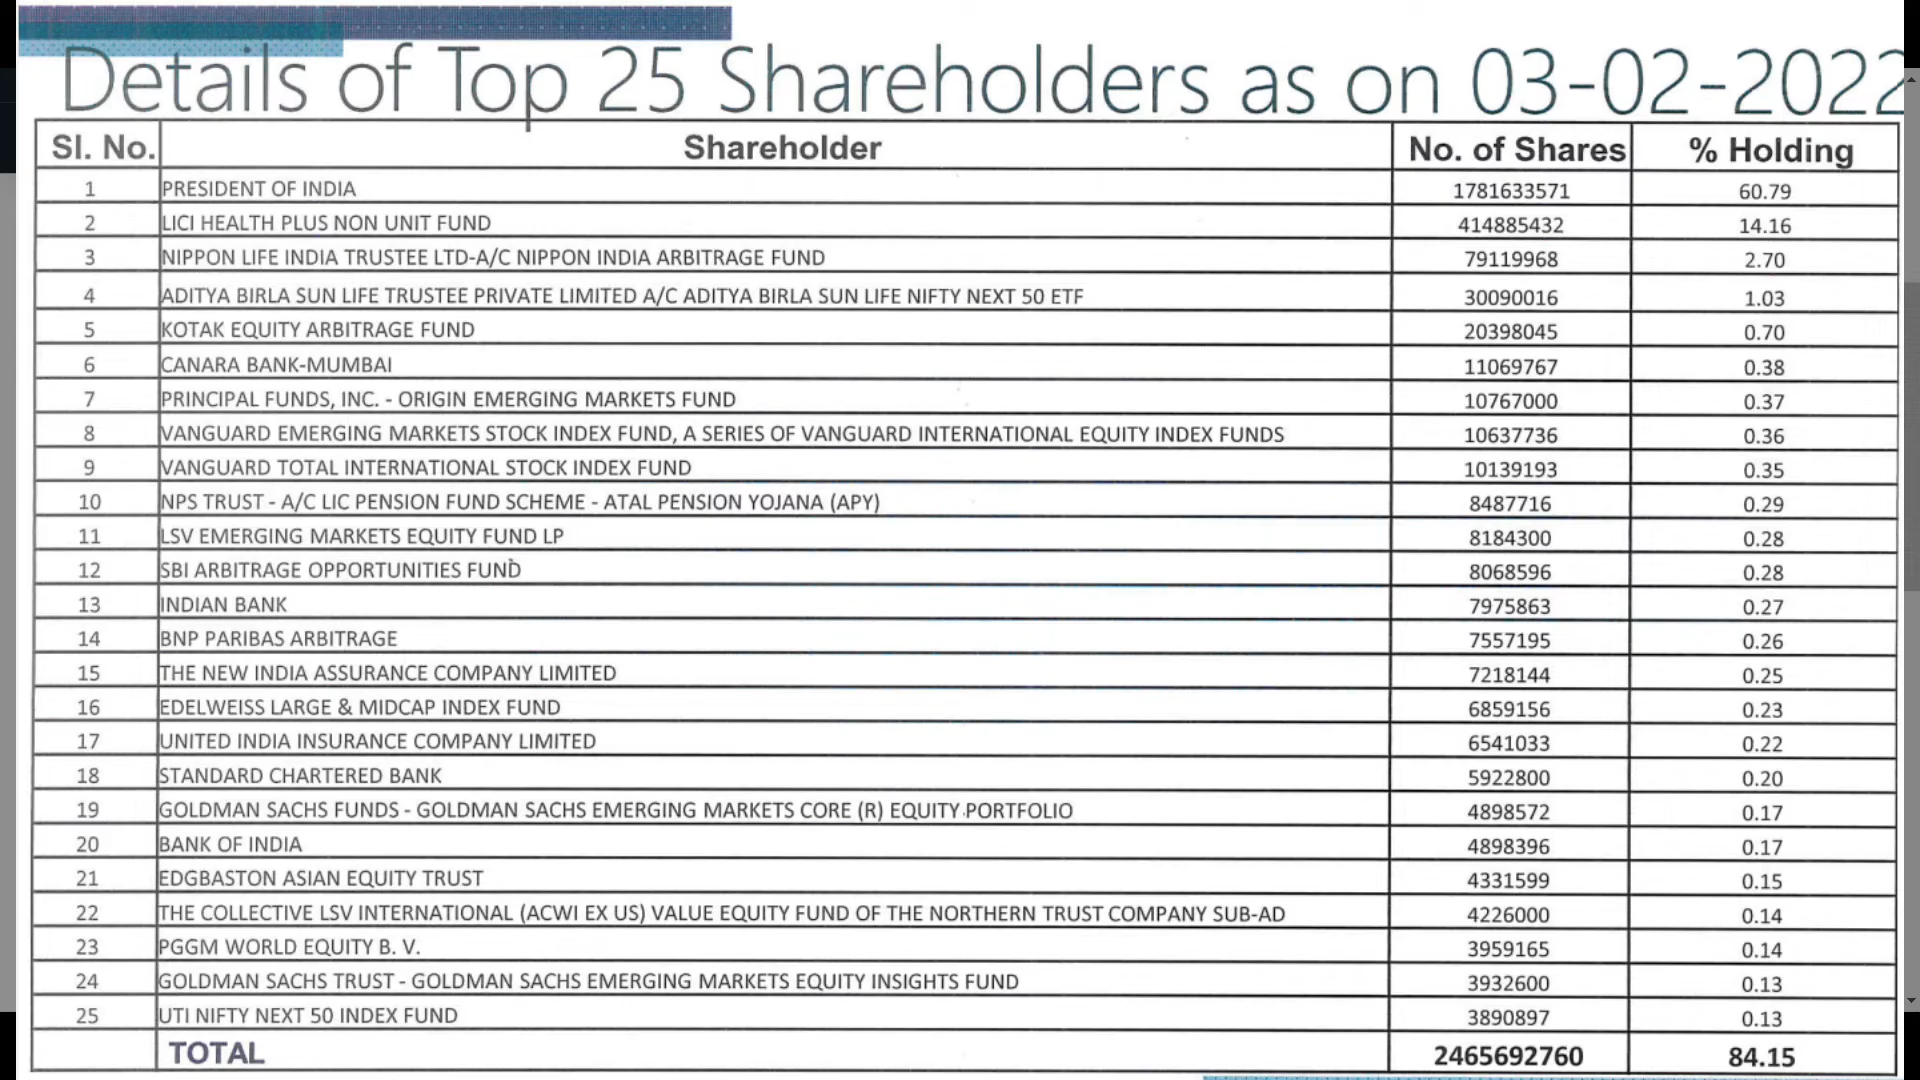 Details of Top 25 Shareholders as on 03-02-2022
Sl. No. Shareholder No. of Shares % Holding
1 PRESIDENT OF INDIA 1781633571 60.79
2 LICI HEALTH PLUS NON UNIT FUND 414885432 14.16
3 NIPPON LIFE INDIA TRUSTEE LTD-A/C NIPPON INDIA ARBITRAGE FUND 79119968 2.70
4 ADITYA BIRLA SUN LIFE TRUSTEE PRIVATE LIMITED A/C ADITYA BIRLA SUN LIFE NIFTY NEXT 50 ETF 30090016 1.03
5 KOTAK EQUITY ARBITRAGE FUND 20398045 0.70
6 CANARA BANK-MUMBAI 11069767 0.38
7 PRINCIPAL FUNDS, INC. - ORIGIN EMERGING MARKETS FUND 10767000 0.37
8 VANGUARD EMERGING MARKETS STOCK INDEX FUND, A SERIES OF VANGUARD INTERNATIONAL EQUITY INDEX FUNDS 10637736 0.36
9 VANGUARD TOTAL INTERNATIONAL STOCK INDEX FUND 10139193 0.35
10 NPS TRUST - A/C LIC PENSION FUND SCHEME - ATAL PENSION YOJANA (APY) 8487716 0.29
11 LSV EMERGING MARKETS EQUITY FUND LP 8184300 0.28
12 SBI ARBITRAGE OPPORTUNITIES FUND 8068596 0.28
13 INDIAN BANK 7975863 0.27
14 BNP PARIBAS ARBITRAGE 7557195 0.26
15 THE NEW INDIA ASSURANCE COMPANY LIMITED 7218144 0.25
16 EDELWEISS LARGE & MIDCAP INDEX FUND 6859156 0.23
17 UNITED INDIA INSURANCE COMPANY LIMITED 6541033 0.22
18 STANDARD CHARTERED BANK 5922800 0.20
19 GOLDMAN SACHS FUNDS - GOLDMAN SACHS EMERGING MARKETS CORE (R) EQUITY PORTFOLIO 4898572 0.17
20 BANK OF INDIA 4898396 0.17
21 EDGBASTON ASIAN EQUITY TRUST 4331599 0.15
22 THE COLLECTIVE LSV INTERNATIONAL (ACWI EX US) VALUE EQUITY FUND OF THE NORTHERN TRUST COMPANY SUB-AD 4226000 0.14
23 PGGM WORLD EQUITY B. V. 3959165 0.14
24 GOLDMAN SACHS TRUST - GOLDMAN SACHS EMERGING MARKETS EQUITY INSIGHTS FUND 3932600 0.13
25 UTI NIFTY NEXT 50 INDEX FUND 3890897 0.13
TOTAL 2465692760 84.15